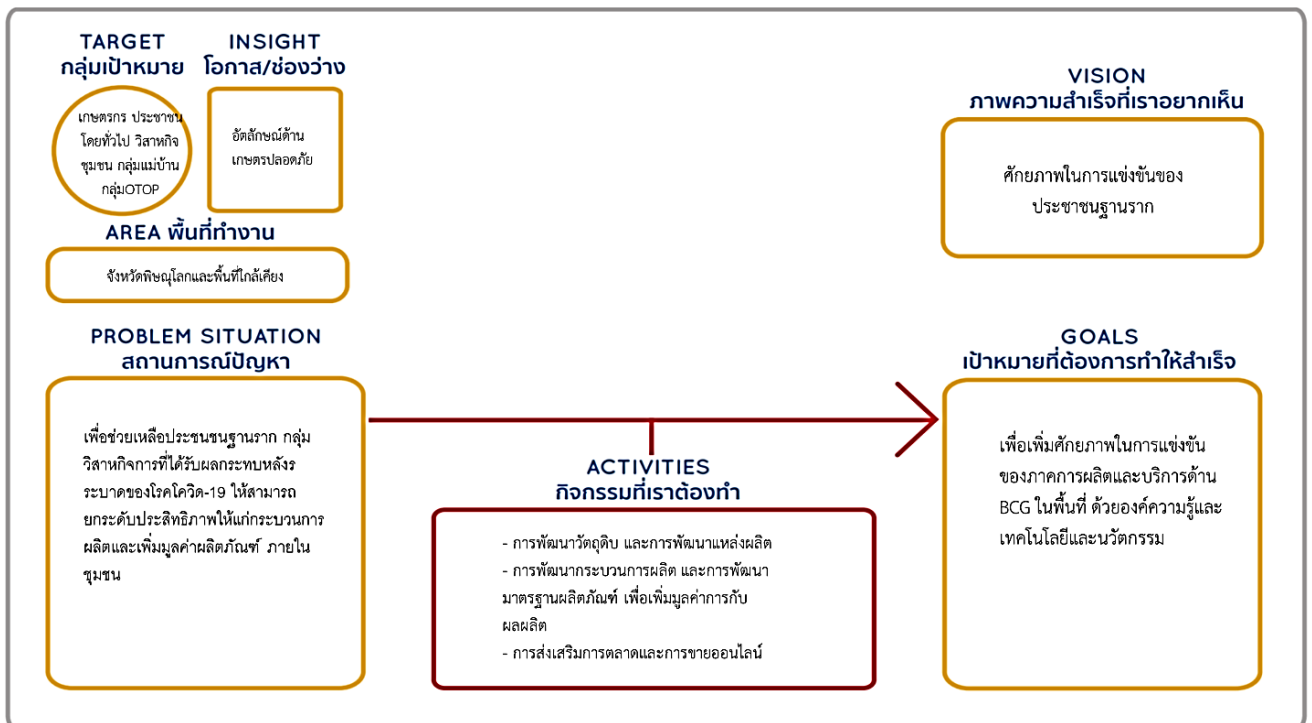 TARGET
กลุ่มเป้าหมาย
เกษตรกร ประชาชน
โดยทั่วไป วิสาหกิจ
ชุมชน กลุ่มแม่บ้าน
กลุ่มOTOP
INSIGHT
โอกาส/ช่องว่าง
อัตลักษณ์ด้าน
เกษตรปลอดภัย
AREA พื้นที่ทำงาน
จังหวัดพิษณุโลกและพื้นที่ใกล้เคียง
VISION
ภาพความสำเร็จที่เราอยากเห็น
ศักยภาพในการแข่งขันของ
ประชาชนฐานราก
PROBLEM SITUATION
สถานการณ์ปัญหา
เพื่อช่วยเหลือประชนชนฐานราก กลุ่ม
วิสาหกิจการที่ได้รับผลกระทบหลังร
ระบาดของโรคโควิด-19 ให้สามารถ
ยกระดับประสิทธิภาพให้แก่กระบวนการ
ผลิตและเพิ่มมูลค่าผลิตภัณฑ์ ภายใน
ชุมชน
ACTIVITIES
กิจกรรมที่เราต้องทำ
- การพัฒนาวัตถุดิบ และการพัฒนาแหล่งผลิต
- การพัฒนากระบวนการผลิต และการพัฒนา
มาตรฐานผลิตภัณฑ์ เพื่อเพิ่มมูลค่าการกับ
ผลผลิต
- การส่งเสริมการตลาดและการขายออนไลน์
GOALS
เป้าหมายที่ต้องการทำให้สำเร็จ
เพื่อเพิ่มศักยภาพในการแข่งขัน
ของภาคการผลิตและบริการด้าน
BCG ในพื้นที่ ด้วยองค์ความรู้และ
เทคโนโลยีและนวัตกรรม